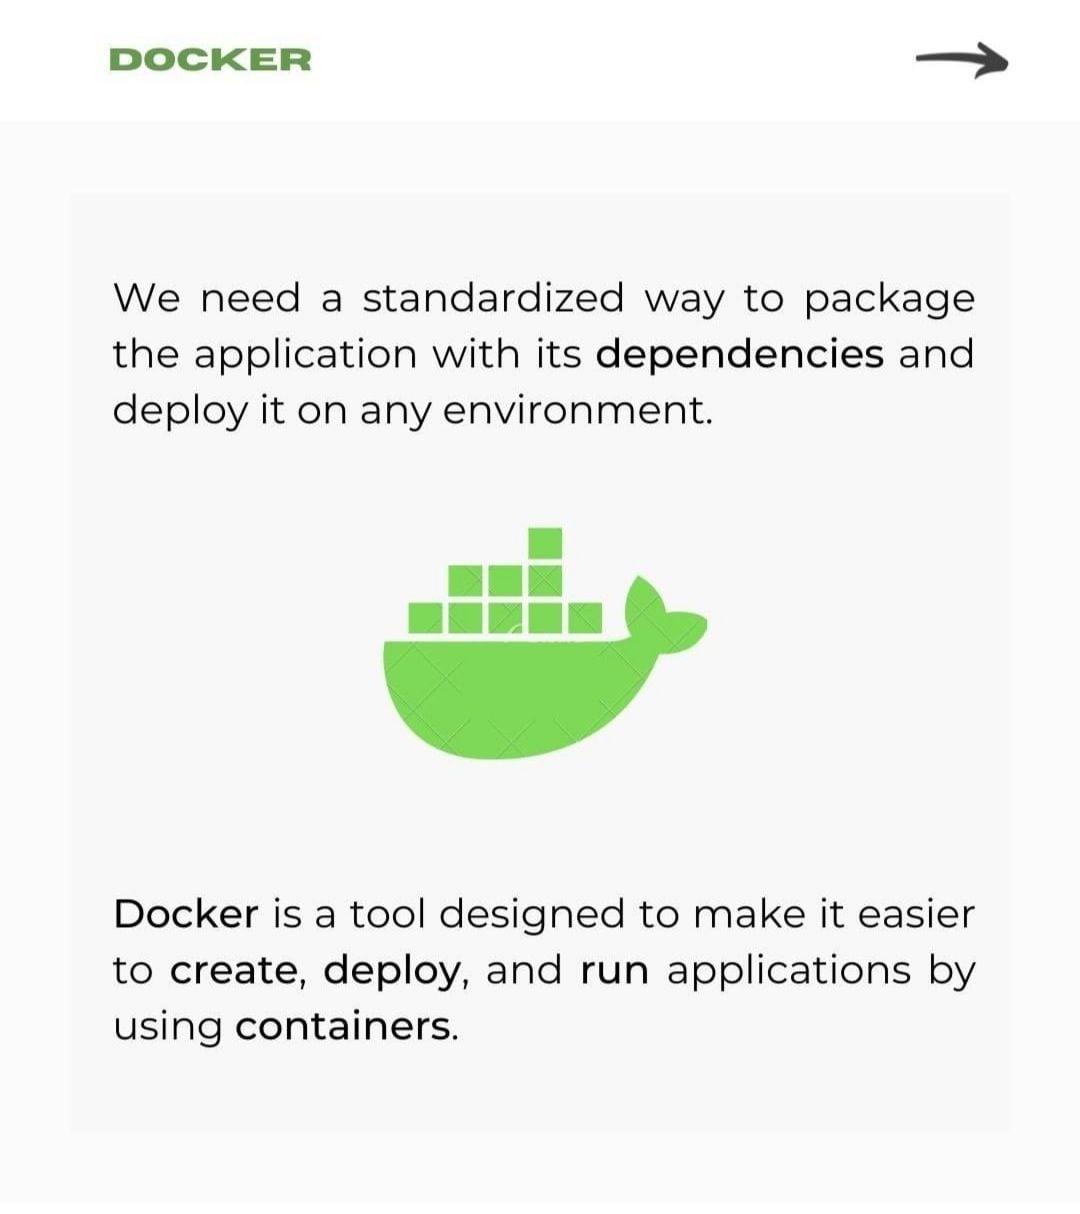 DOCKER
We need a standardized way to package
the application with its dependencies and
deploy it on any environment.
Docker is a tool designed to make it easier
to create, deploy, and run applications by
using containers.